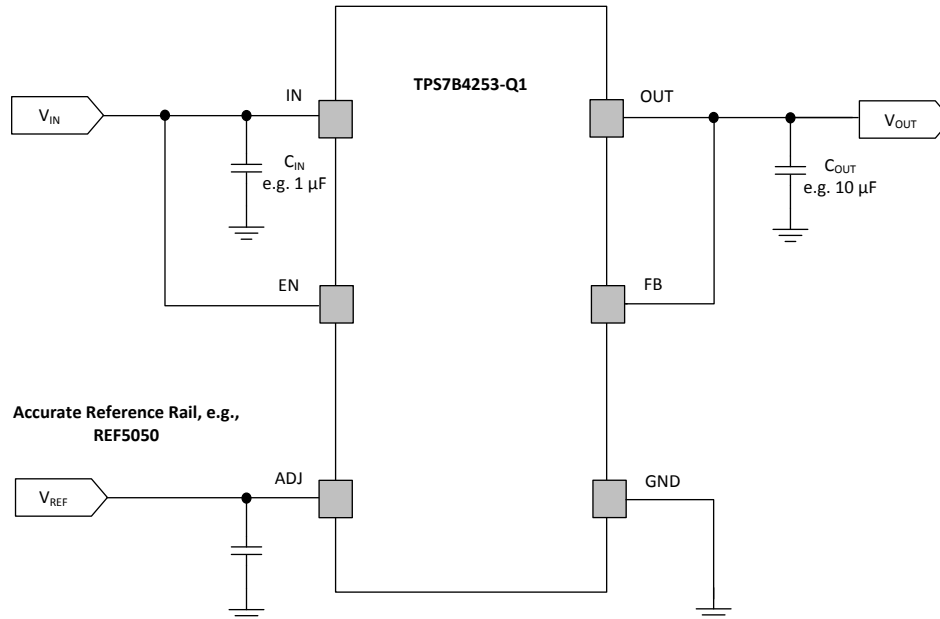 TPS7B4253-Q1
IN
OUT
V_IN
V_OUT
C_IN
e.g. 1 µF
C_OUT
e.g. 10 µF
EN
FB
Accurate Reference Rail, e.g.,
REF5050
ADJ
GND
V_REF